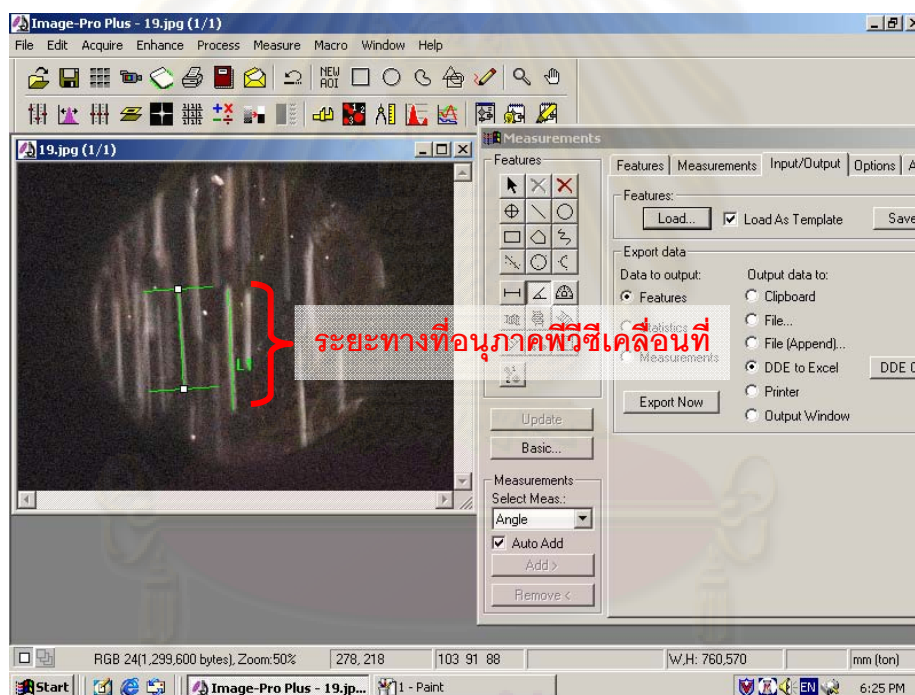 Image-Pro Plus - 19.jpg (1/1)
File Edit Acquire Enhance Process Measure Macro Window Help
NEW
AOI
19.jpg (1/1)
L1
ระยะทางที่อนุภาคพีวีซีเคลื่อนที่
Measurements
Features
Features Measurements Input/Output Options A
Features:
Load... Load As Template Save
Export data
Data to output: Output data to:
Features Clipboard
Statistics File...
File (Append)...
Measurements DDE to Excel DDE O
Printer
Export Now Output Window
Update
Basic...
Measurements
Select Meas.:
Angle
Auto Add
Add >
Remove <
RGB 24(1,299,600 bytes), Zoom:50% 278, 218 103 91 88 W,H: 760,570 mm (ton)
Start Image-Pro Plus - 19.jp... 1 - Paint EN 6:25 PM